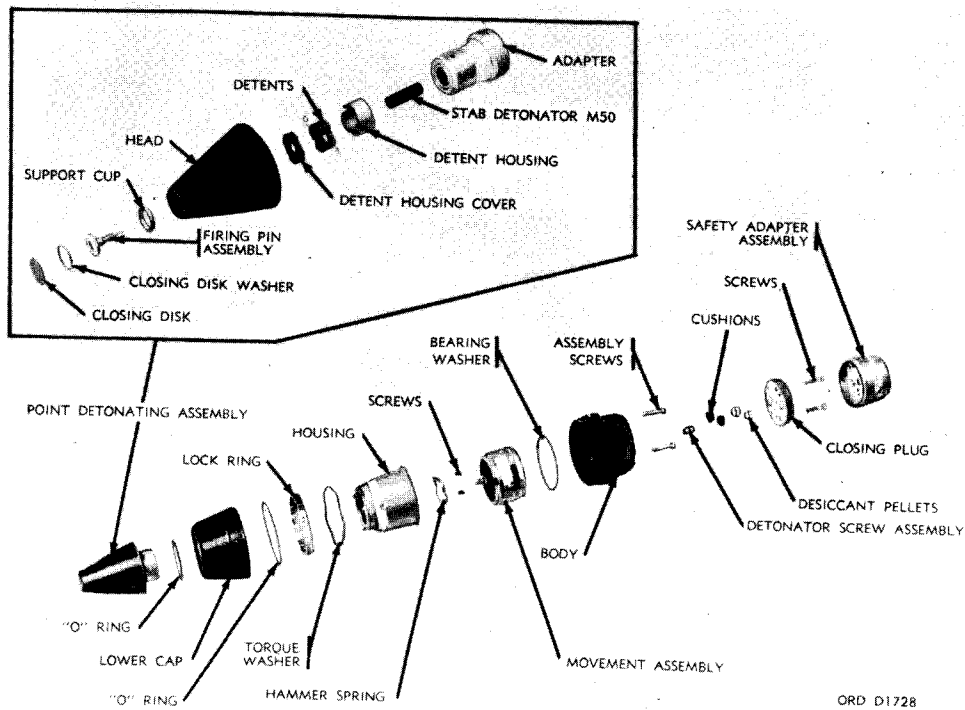 ADAPTER
DETENTS
STAB DETONATOR M50
HEAD
DETENT HOUSING
SUPPORT CUP
DETENT HOUSING COVER
FIRING PIN
ASSEMBLY
CLOSING DISK WASHER
CLOSING DISK
SAFETY ADAPTER
ASSEMBLY
SCREWS
CUSHIONS
BEARING
WASHER
ASSEMBLY
SCREWS
POINT DETONATING ASSEMBLY
SCREWS
HOUSING
LOCK RING
CLOSING PLUG
DESICCANT PELLETS
DETONATOR SCREW ASSEMBLY
BODY
"O" RING
LOWER CAP
TORQUE
WASHER
MOVEMENT ASSEMBLY
"O" RING
HAMMER SPRING
ORD D1728